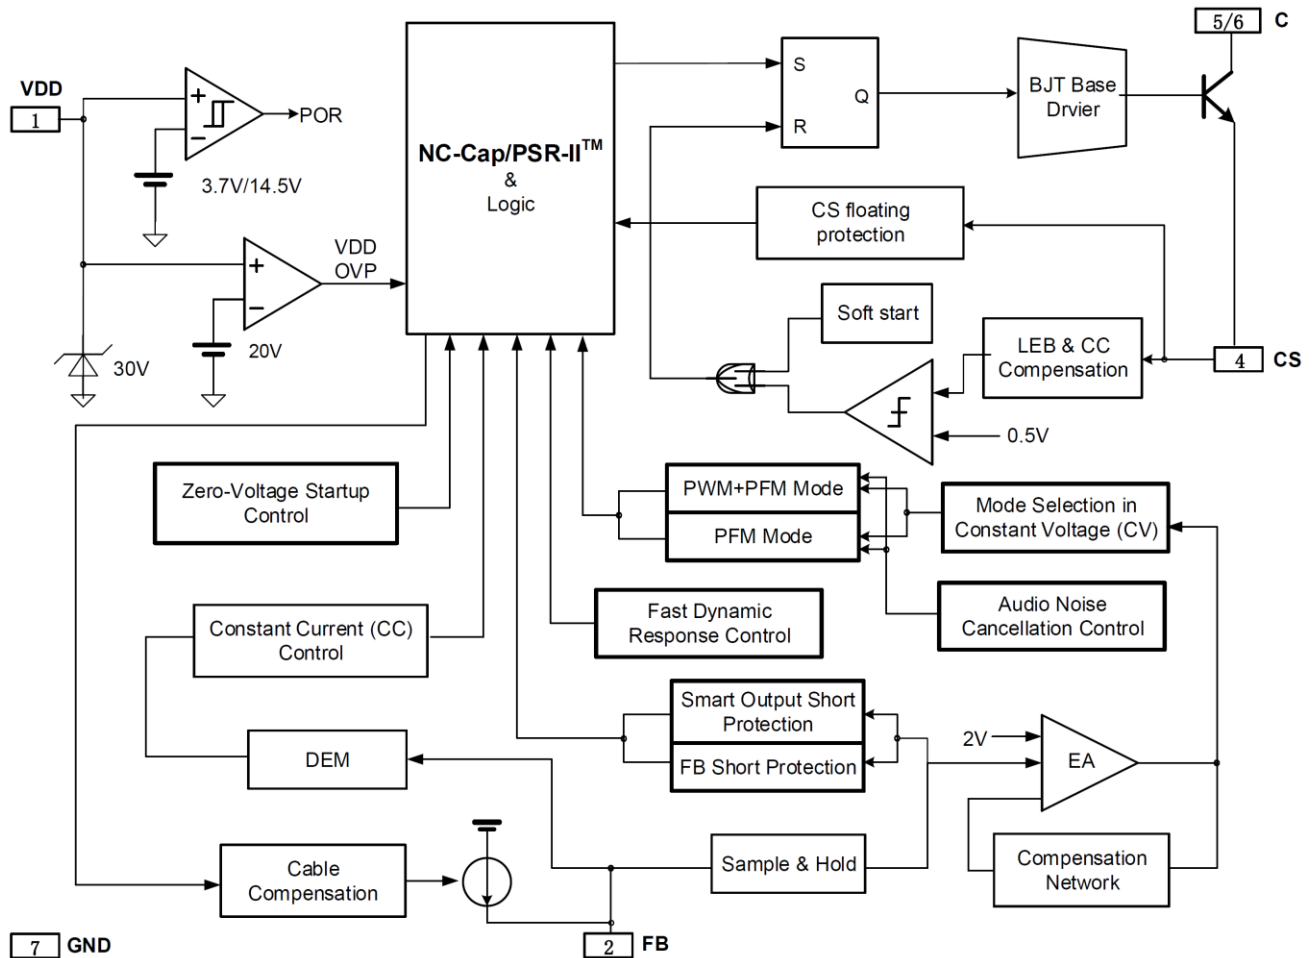 5/6 C
VDD
1
POR
3.7V/14.5V
NC-Cap/PSR-II™
&
Logic
S
R
Q
BJT Base
Drvier
CS floating
protection
VDD
OVP
20V
30V
Soft start
LEB & CC
Compensation
4 CS
0.5V
Zero-Voltage Startup
Control
PWM+PFM Mode
PFM Mode
Mode Selection in
Constant Voltage (CV)
Fast Dynamic
Response Control
Audio Noise
Cancellation Control
Constant Current (CC)
Control
Smart Output Short
Protection
FB Short Protection
DEM
2V
EA
Cable
Compensation
Sample & Hold
Compensation
Network
7 GND
2 FB